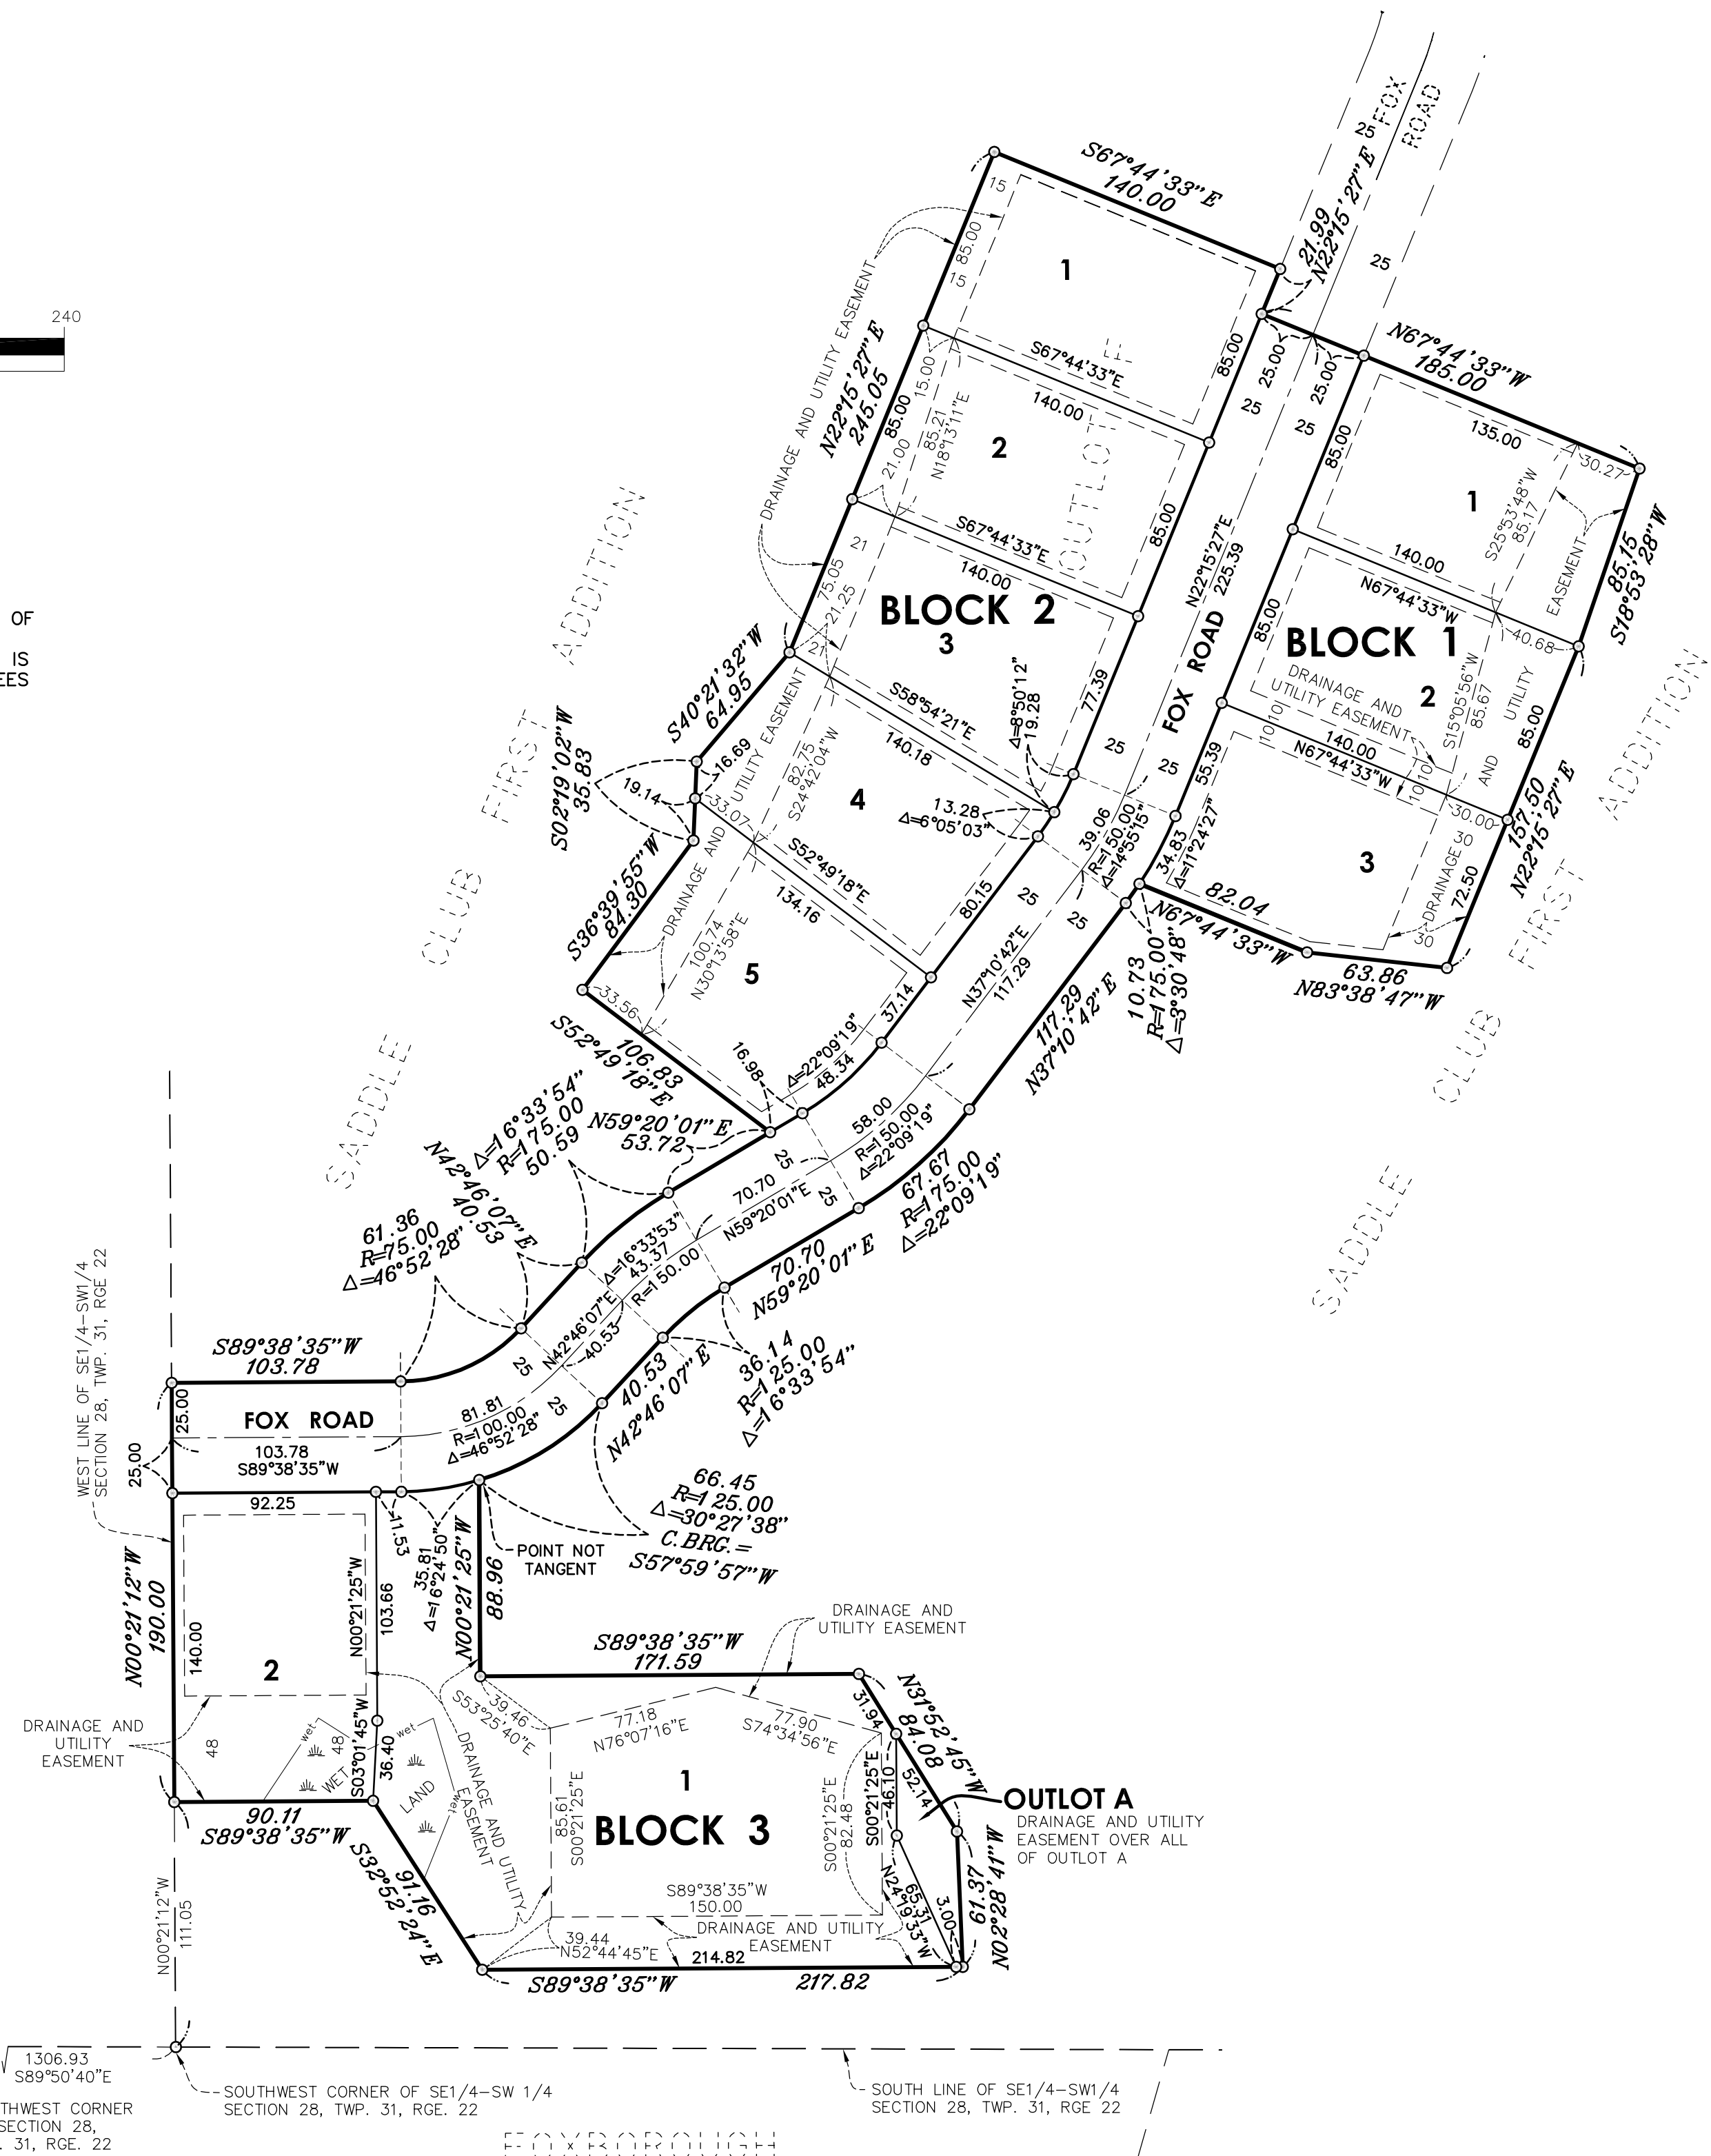 240
OF
IS
EES
FOX
ROAD
25
25
S67°44'33"E
140.00
21.99
N22°15'27"E
15
85.00
15
1
DRAINAGE AND UTILITY EASEMENT
N22°15'27"E
245.05
S67°44'33"E
140.00
15.00
85.21
N18°13'11"E
85.00
21.00
2
OUTLOT F
85.00
25.00
25.00
25
25
N67°44'33"W
185.00
135.00
30.27
85.00
1
S25°53'48"W
85.17
EASEMENT
85.15
S18°53'28"W
140.00
N67°44'33"W
40.68
BLOCK 1
2
DRAINAGE AND
UTILITY EASEMENT
S15°05'56"W
85.67
UTILITY
AND
85.00
85.00
10
10
140.00
N67°44'33"W
10
10
30.00
30
DRAINAGE
30
72.50
157.50
N22°15'27"E
3
55.39
34.83
Δ=11°24'27"
82.04
N67°44'33"W
63.86
N83°38'47"W
S67°44'33"E
140.00
85.00
21
75.05
21.25
21
BLOCK 2
3
77.39
Δ=8°50'12"
19.28
N22°15'27"E
225.39
FOX ROAD
25
25
S58°54'21"E
140.18
S40°21'32"W
64.95
S02°19'02"W
35.83
16.69
19.14
33.07
UTILITY EASEMENT
DRAINAGE AND
82.75
S24°42'04"W
4
13.28
Δ=6°05'03"
39.06
R=150.00
Δ=14°55'15"
S52°49'18"E
134.16
80.15
25
25
S36°39'55"W
84.30
100.74
N30°13'58"E
5
33.56
S52°49'18"E
106.83
37.14
N37°10'42"E
117.29
117.29
N37°10'42"E
10.73
R=175.00
Δ=3°30'48"
16.98
Δ=22°09'19"
48.34
58.00
R=150.00
Δ=22°09'19"
67.67
R=175.00
Δ=22°09'19"
Δ=16°33'54"
R=175.00
50.59
N59°20'01"E
53.72
25
25
70.70
N59°20'01"E
70.70
N59°20'01"E
N42°46'07"E
40.53
61.36
R=75.00
Δ=46°52'28"
Δ=16°33'53"
43.37
R=150.00
N42°46'07"E
40.53
25
25
40.53
N42°46'07"E
36.14
R=125.00
Δ=16°33'54"
SADDLE CLUB FIRST ADDITION
SADDLE CLUB FIRST ADDITION
WEST LINE OF SE1/4-SW1/4
SECTION 28, TWP. 31, RGE 22
S89°38'35"W
103.78
25.00
FOX ROAD
103.78
S89°38'35"W
25.00
81.81
R=100.00
Δ=46°52'28"
92.25
11.53
35.81
Δ=16°24'50"
66.45
R=125.00
Δ=30°27'38"
C.BRG.=
S57°59'57"W
POINT NOT
TANGENT
N00°21'25"W
88.96
N00°21'12"W
190.00
140.00
N00°21'25"W
103.66
2
DRAINAGE AND
UTILITY
EASEMENT
48
48
wet
wet
wet
WET
LAND
S03°01'45"W
36.40
90.11
S89°38'35"W
S32°52'24"E
91.16
DRAINAGE AND UTILITY
EASEMENT
DRAINAGE AND
UTILITY EASEMENT
S89°38'35"W
171.59
39.46
S53°25'40"E
77.18
N76°07'16"E
77.90
S74°34'56"E
31.94
N31°52'45"W
84.08
85.61
S00°21'25"E
1
BLOCK 3
S00°21'25"E
82.48
S00°21'25"E
46.10
52.14
OUTLOT A
DRAINAGE AND UTILITY
EASEMENT OVER ALL
OF OUTLOT A
65.31
N24°19'33"W
3.00
61.37
N02°28'41"W
S89°38'35"W
150.00
DRAINAGE AND UTILITY
EASEMENT
39.44
N52°44'45"E
214.82
S89°38'35"W
217.82
N00°21'12"W
111.05
1306.93
S89°50'40"E
SOUTHWEST CORNER OF SE1/4-SW 1/4
SECTION 28, TWP. 31, RGE. 22
SOUTH LINE OF SE1/4-SW1/4
SECTION 28, TWP. 31, RGE 22
THWEST CORNER
SECTION 28,
. 31, RGE. 22
FOXBOROUGH